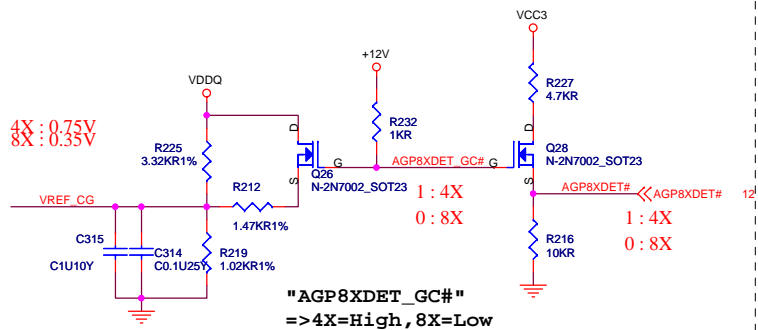 VCC3
+12V
VDDQ
R227
4.7KR
4X : 0.75V
8X : 0.35V
R232
1KR
D
D
R225
3.32KR1%
Q28
N-2N7002_SOT23
G
AGP8XDET_GC#
G
Q26
N-2N7002_SOT23
S
S
R212
AGP8XDET#
AGP8XDET# 12
VREF_CG
1 : 4X
0 : 8X
1 : 4X
0 : 8X
1.47KR1%
C315
C1U10Y
C314
C0.1U25Y
R219
1.02KR1%
R216
10KR
"AGP8XDET_GC#"
=>4X=High,8X=Low